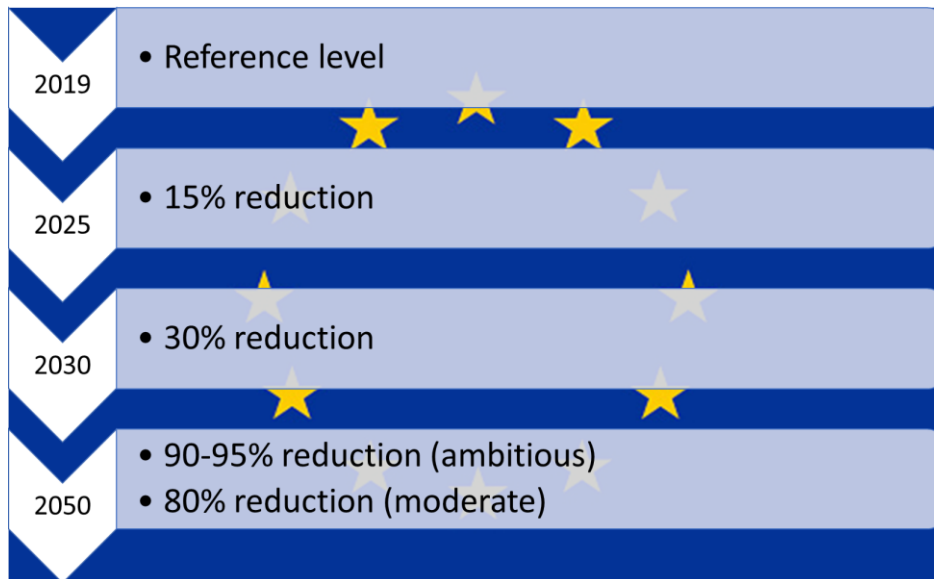 2019
• Reference level
2025
• 15% reduction
2030
• 30% reduction
2050
• 90-95% reduction (ambitious)
• 80% reduction (moderate)